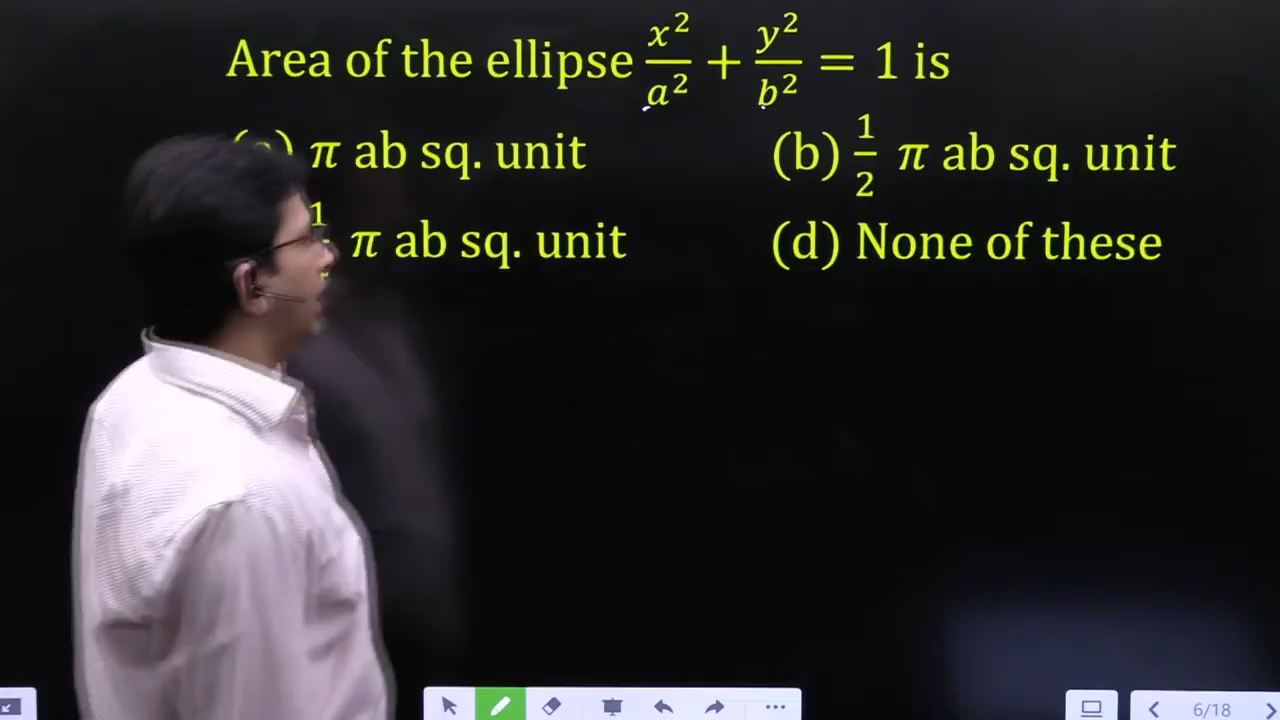 Area of the ellipse x²/a² + y²/b² = 1 is
π ab sq. unit (b) 1/2 π ab sq. unit
π ab sq. unit (d) None of these
6/18